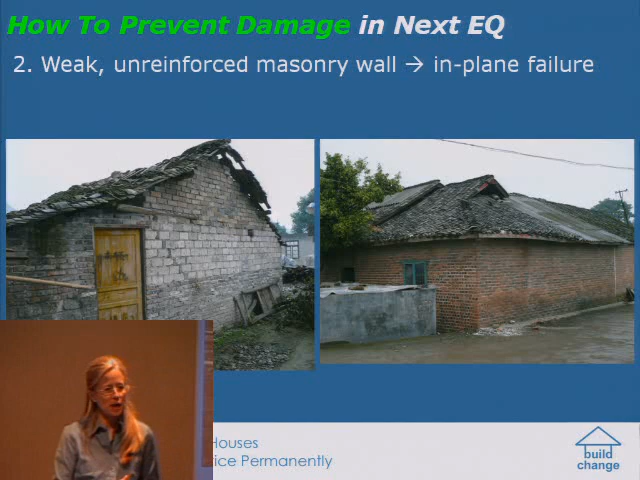 How To Prevent Damage in Next EQ
2. Weak, unreinforced masonry wall → in-plane failure
Houses
ice Permanently
build
change